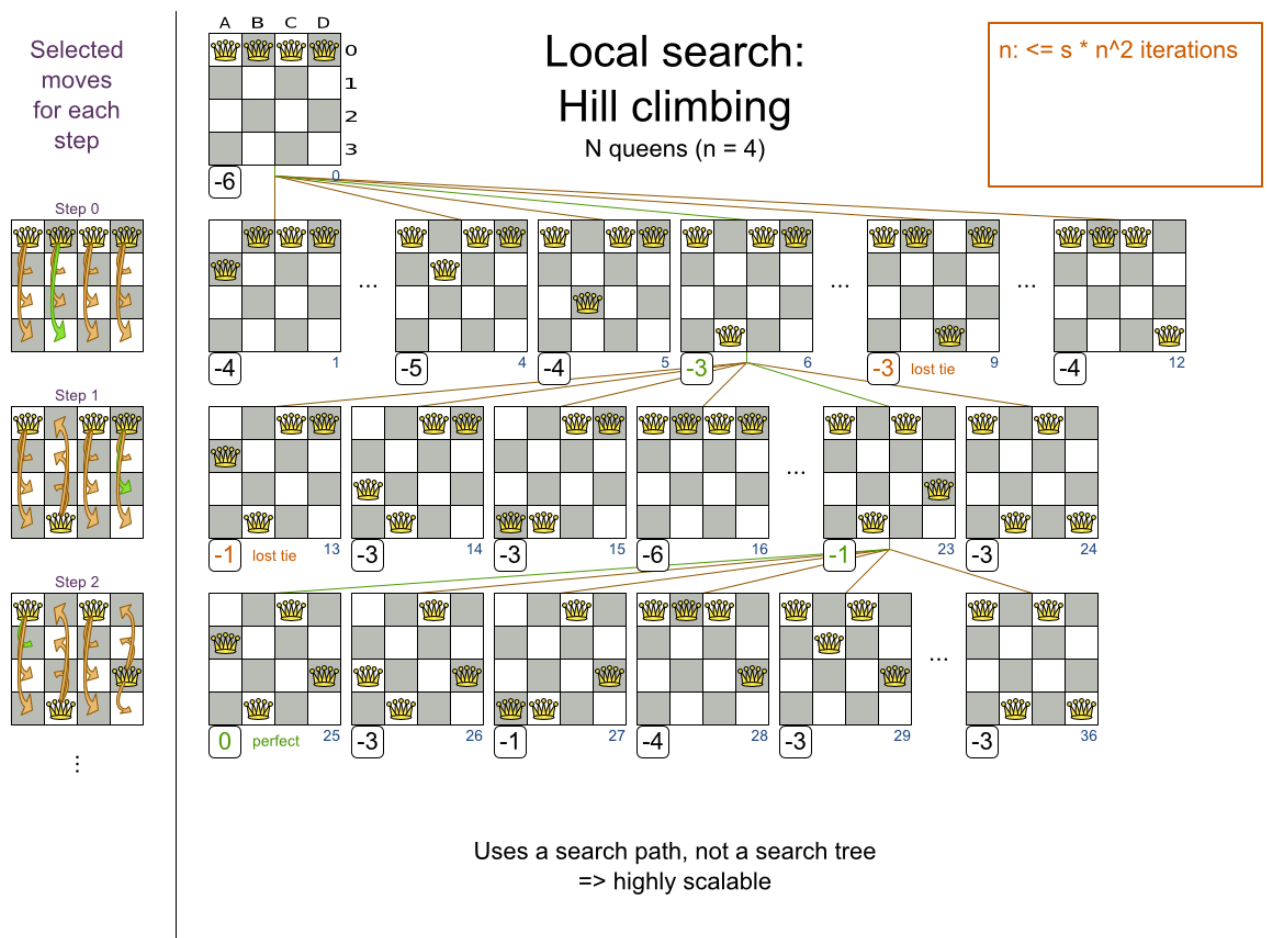 Selected
moves
for each
step
A B C D
0
1
2
3
-6
0
Local search:
Hill climbing
N queens (n = 4)
n: <= s * n^2 iterations
Step 0
... ... ...
-4 1
-5 4
-4 5
-3 6
-3 lost tie 9
-4 12
Step 1
...
-1 lost tie 13
-3 14
-3 15
-6 16
-1 23
-3 24
Step 2
...
0 perfect 25
-3 26
-1 27
-4 28
-3 29
-3 36
...
Uses a search path, not a search tree
=> highly scalable